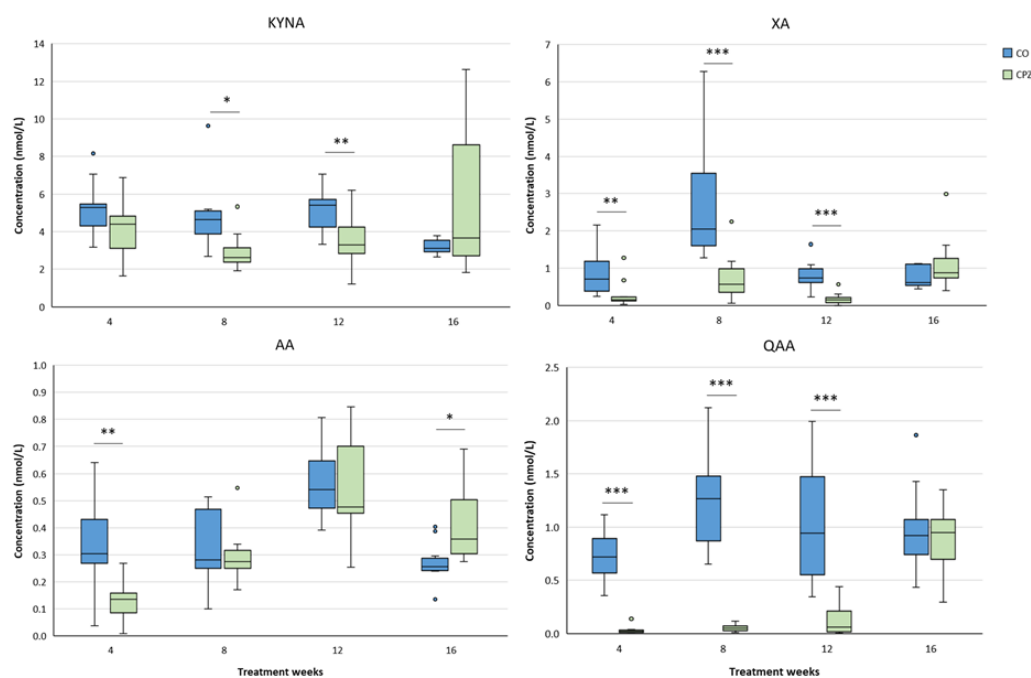 KYNA
Concentration (nmol/L)
14
12
10
8
6
4
2
0
*
**
4 8 12 16
XA
Concentration (nmol/L)
7
6
5
4
3
2
1
0
**
***
***
4 8 12 16
CO
CPZ
AA
Concentration (nmol/L)
1.0
0.9
0.8
0.7
0.6
0.5
0.4
0.3
0.2
0.1
0.0
**
*
4 8 12 16
Treatment weeks
QAA
Concentration (nmol/L)
2.5
2.0
1.5
1.0
0.5
0.0
***
***
***
4 8 12 16
Treatment weeks